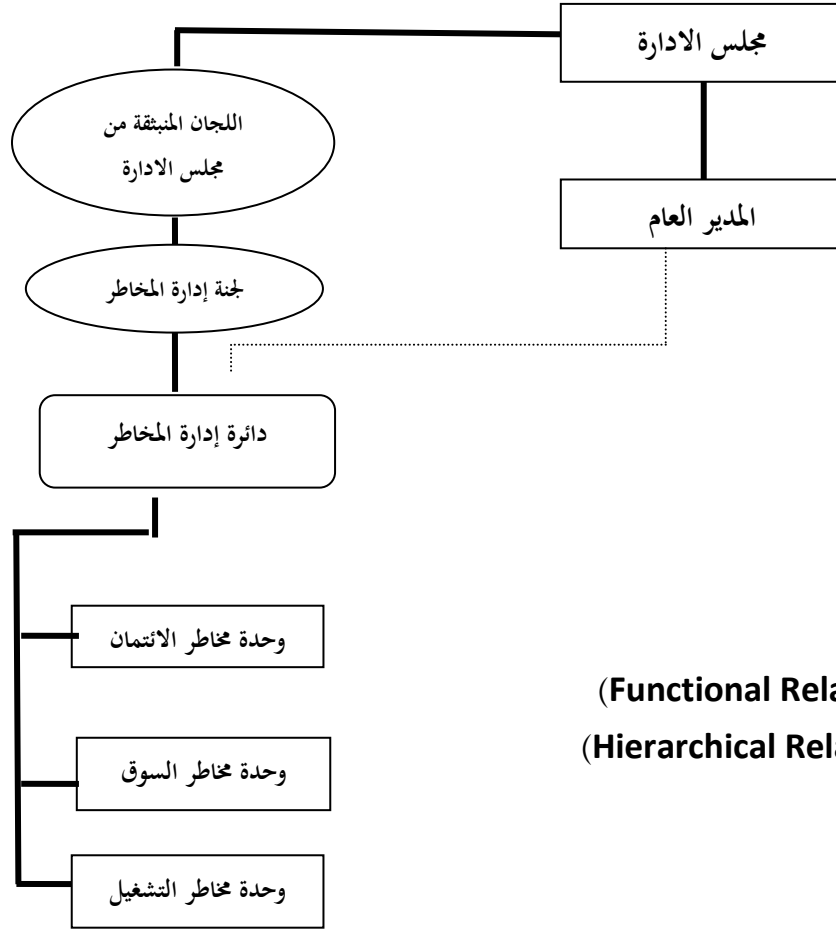 مجلس الادارة
اللجان المنبثقة من
مجلس الادارة
المدير العام
لجنة إدارة المخاطر
دائرة إدارة المخاطر
وحدة مخاطر الائتمان
(Functional Rela
(Hierarchical Rela
وحدة مخاطر السوق
وحدة مخاطر التشغيل